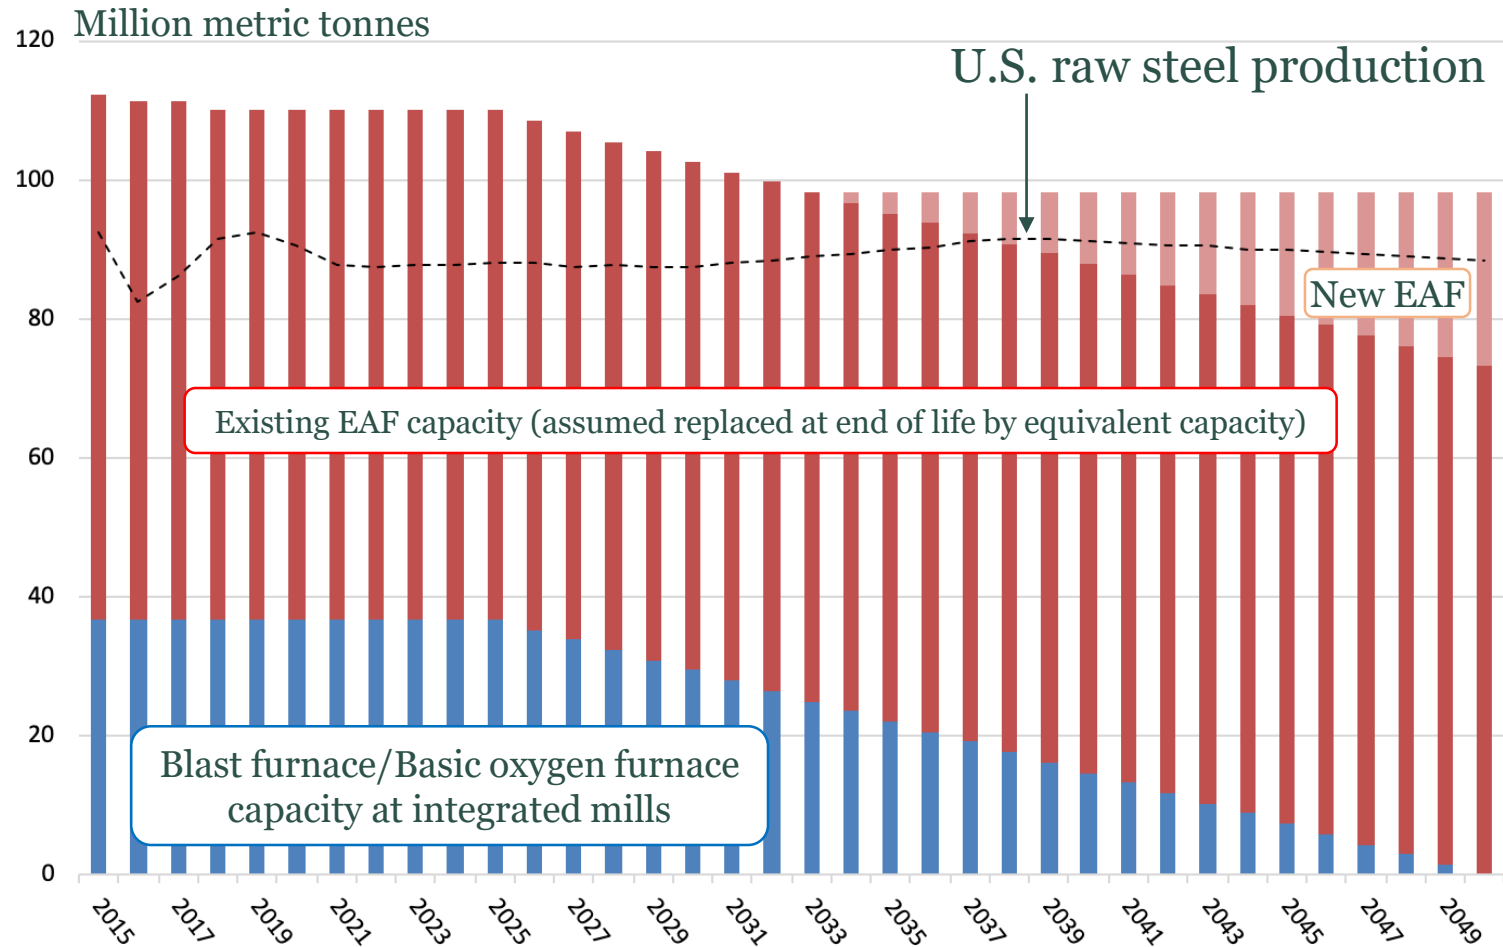 Million metric tonnes
120
U.S. raw steel production
100
80
New EAF
Existing EAF capacity (assumed replaced at end of life by equivalent capacity)
60
40
20
Blast furnace/Basic oxygen furnace
capacity at integrated mills
0
2015 2017 2019 2021 2023 2025 2027 2029 2031 2033 2035 2037 2039 2041 2043 2045 2047 2049